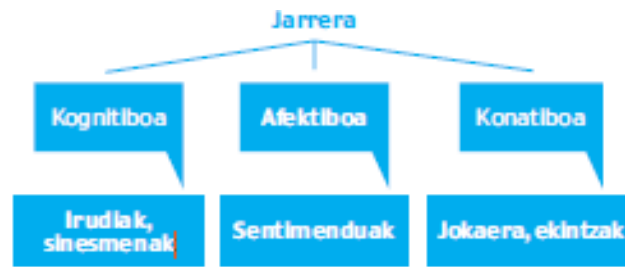 Jarrera
Kognitiboa
Afektiboa
Konatiboa
Irudiak,
sinesmenak
Sentimenduak
Jokaera, ekintzak